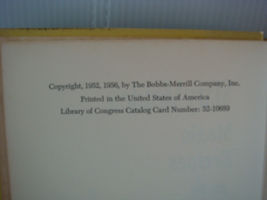 Copyright, 1952, 1956, by The Bobbs-Merrill Company, Inc.
Printed in the United States of America
Library of Congress Catalog Card Number: 52-10689